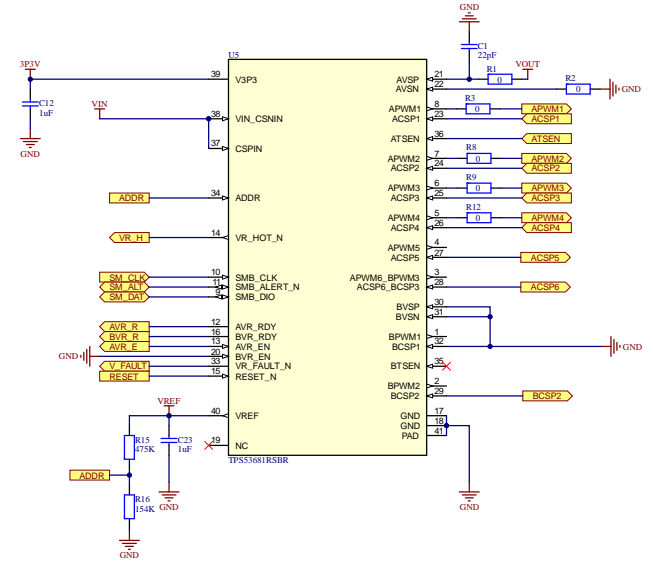 GND
C1
22pF
U5
3P3V
39 V3P3
AVSP 21
R1
0
VOUT
AVSN 22
R2
0
GND
C12
1uF
GND
VIN
38 VIN_CSNIN
37 CSPIN
APWM1 8
R3
0
APWM1
ACSP1 23
ACSP1
ATSEN 36
ATSEN
APWM2 7
R8
0
APWM2
ACSP2 24
ACSP2
APWM3 6
R9
0
APWM3
ADDR
34 ADDR
ACSP3 25
ACSP3
APWM4 5
R12
0
APWM4
ACSP4 26
ACSP4
VR_H
14 VR_HOT_N
APWM5 4
ACSP5 27
ACSP5
SM_CLK
10 SMB_CLK
APWM6_BPWM3 3
SM_ALT
11 SMB_ALERT_N
ACSP6_BCSP3 28
ACSP6
SM_DAT
9 SMB_DIO
BVSP 30
BVSN 31
AVR_R
12 AVR_RDY
BVR_R
16 BVR_RDY
BPWM1 1
AVR_E
13 AVR_EN
BCSP1 32
GND
GND
20 BVR_EN
V_FAULT
33 VR_FAULT_N
BTSEN 35
RESET
15 RESET_N
BPWM2 2
BCSP2 29
BCSP2
VREF
40 VREF
GND 17
GND 18
PAD 41
R15
475K
C23
1uF
19 NC
TPS53681RSBR
ADDR
R16
154K
GND
GND
GND